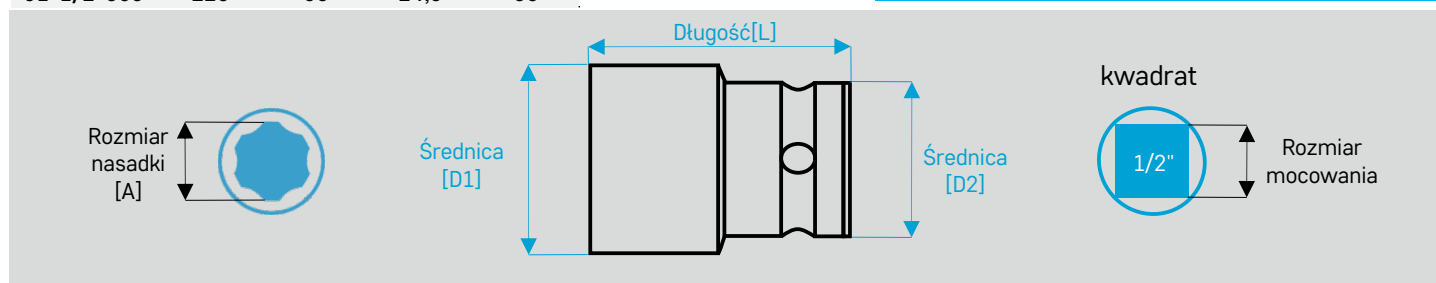 Długość[L]
kwadrat
Rozmiar
nasadki
[A]
Średnica
[D1]
Średnica
[D2]
1/2"
Rozmiar
mocowania